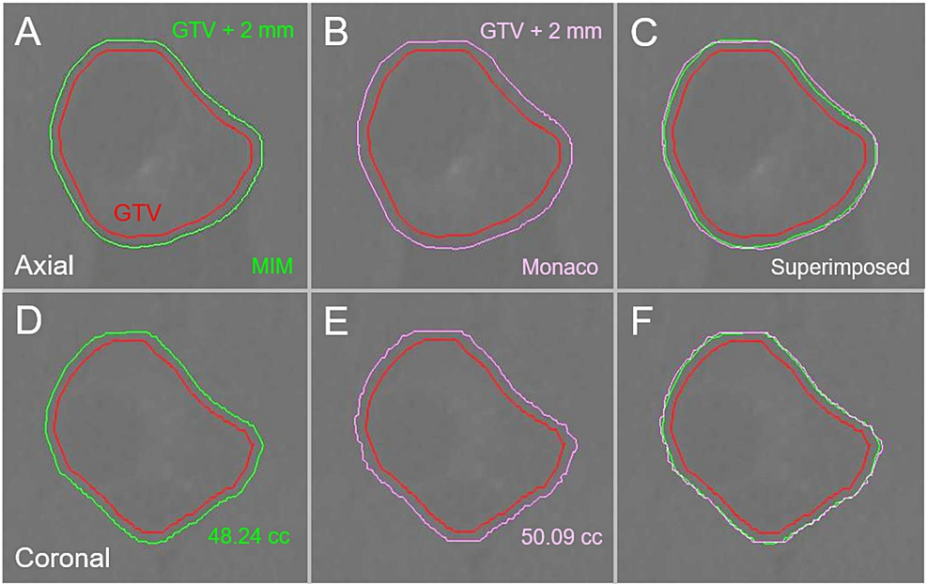 A
GTV + 2 mm
GTV
Axial
MIM
B
GTV + 2 mm
Monaco
C
Superimposed
D
48.24 cc
Coronal
E
50.09 cc
F